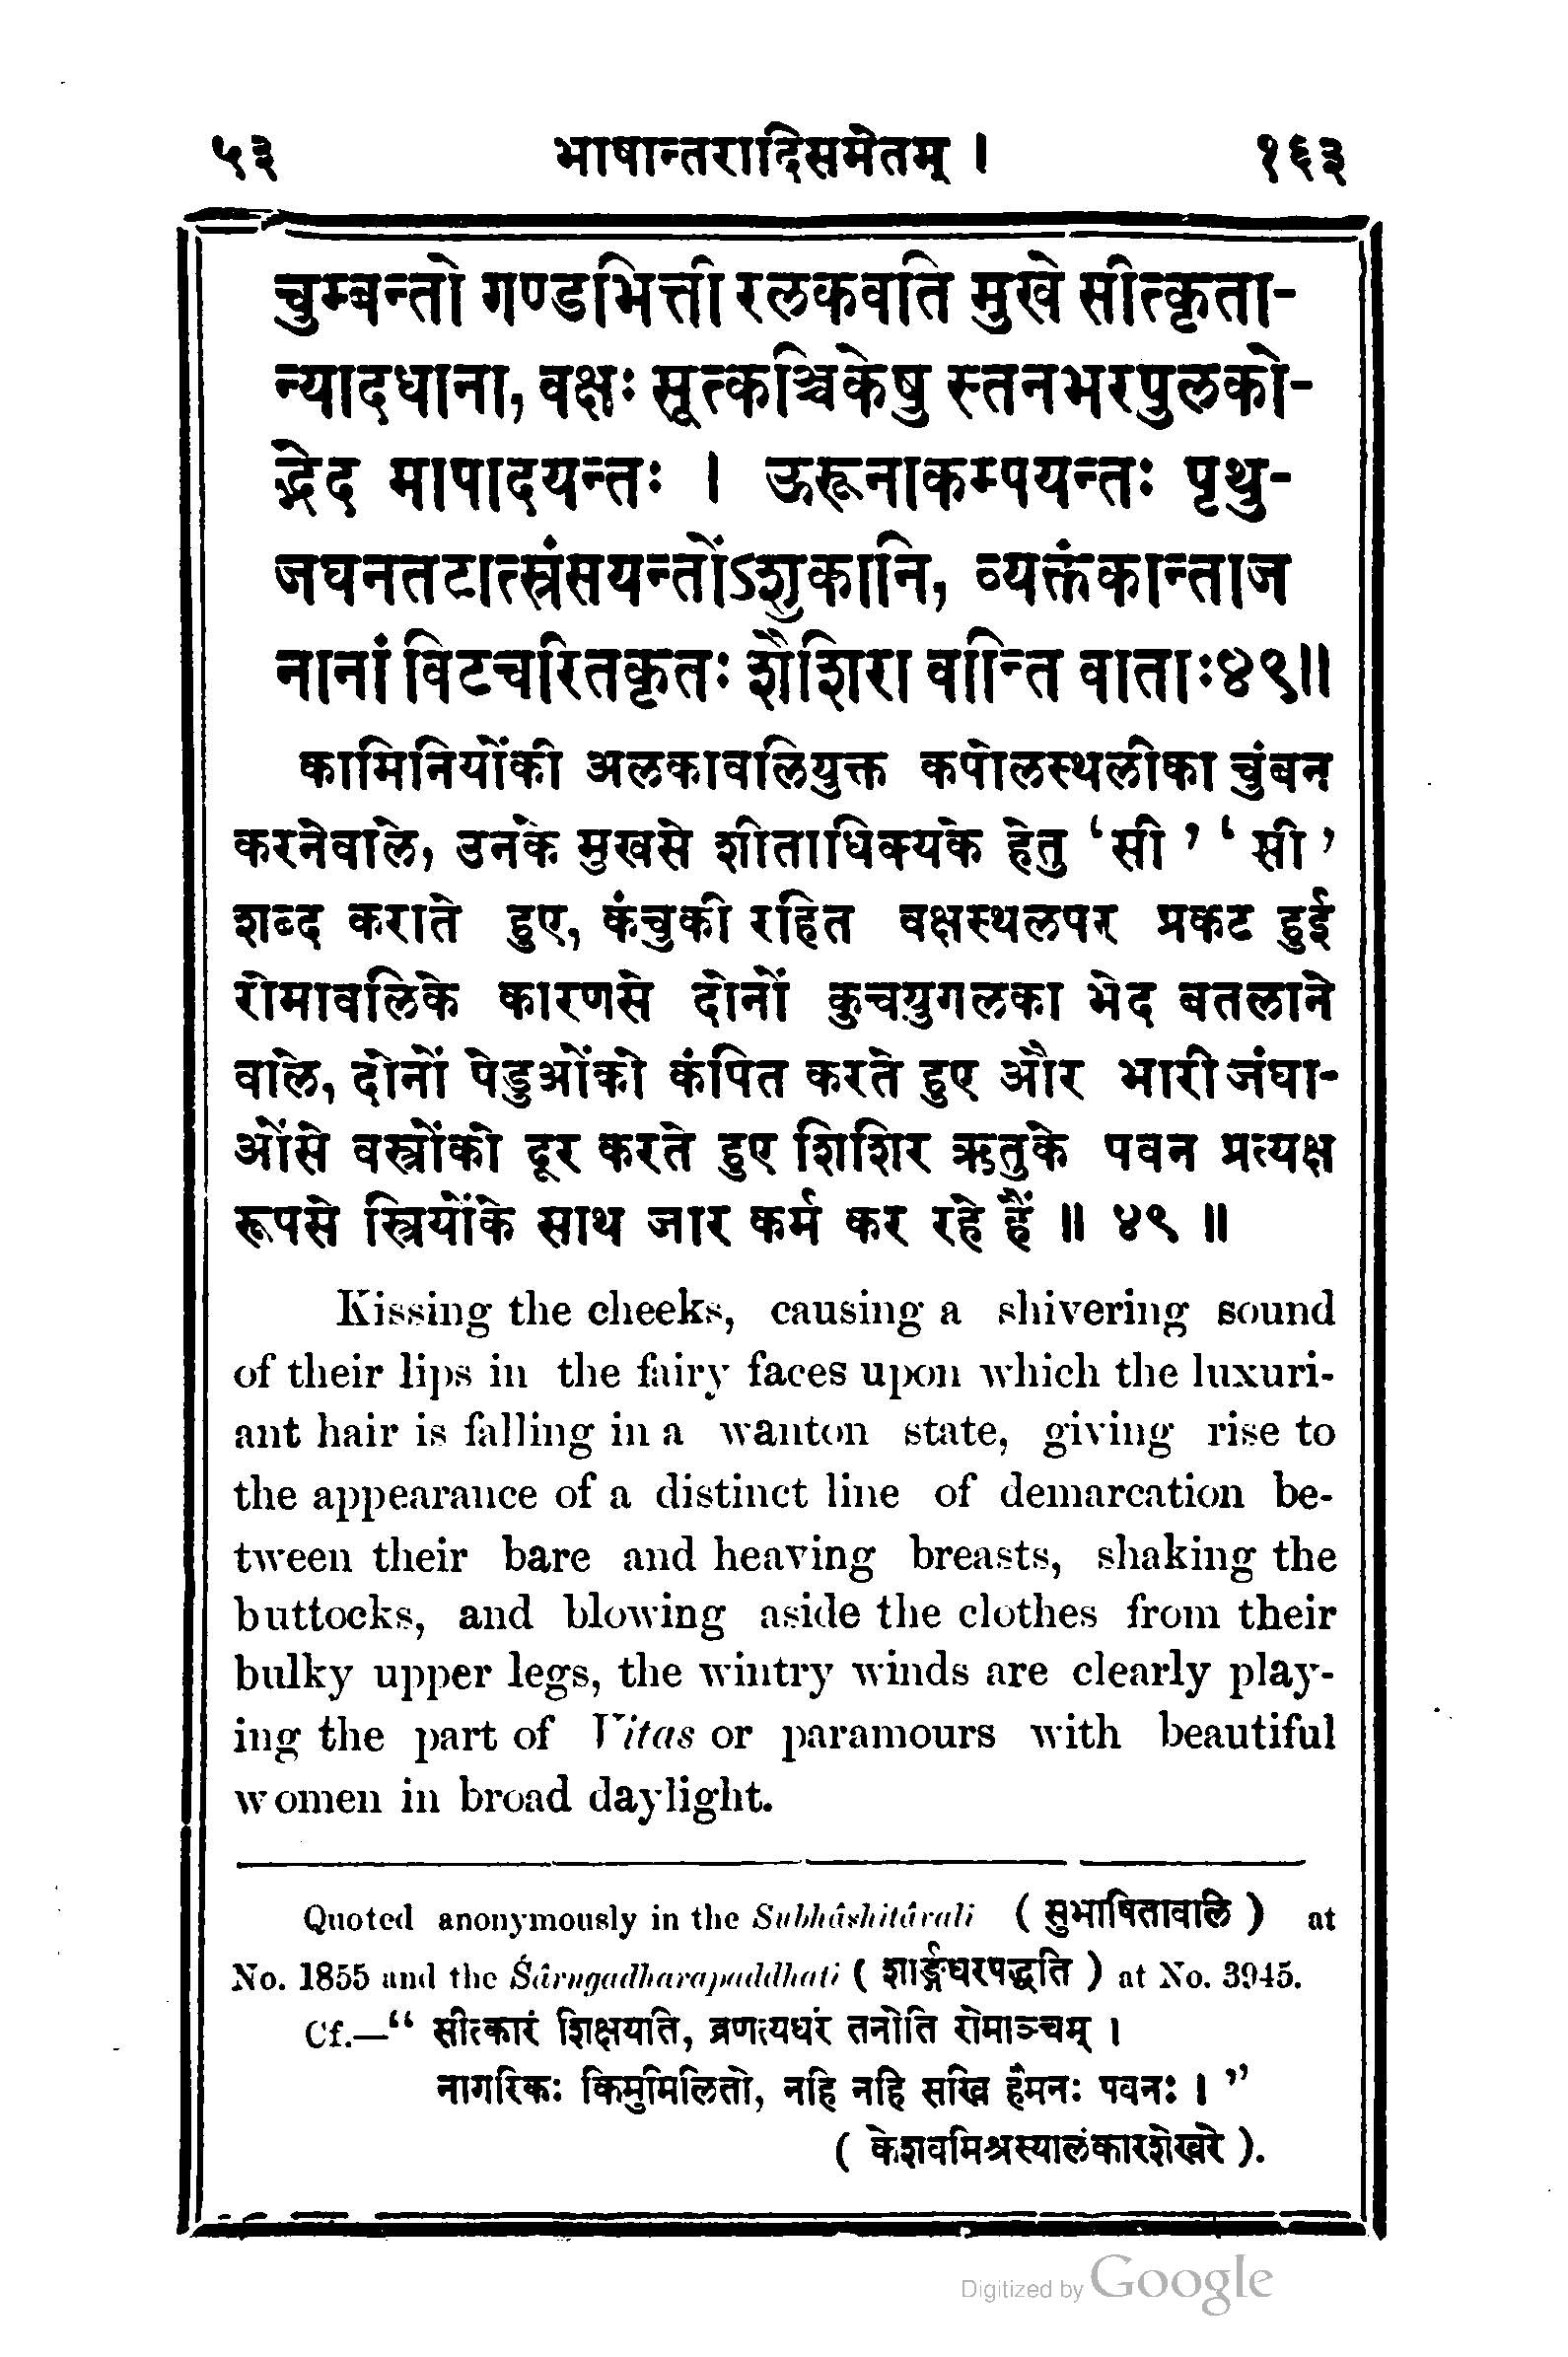 ५३ भाषान्तरादिसमेतम् । १६३
चुम्बन्तो गण्डभित्ती रलकवति मुखे सीत्कृता-
न्यादधाना, वक्षः सूत्कञ्चिकेषु स्तनभरपुलको-
द्भेद मापादयन्तः । ऊरूनाकम्पयन्तः पृथु-
जघनतटात्स्रंसयन्तोंऽशुकानि, व्यक्तंकान्ताज
नानां विटचरितकृतः शैशिरा वान्ति वाताः४९॥
कामिनियोंकी अलकावलियुक्त कपोलस्थलीका चुंबन
करनेवाले, उनके मुखसे शीताधिक्यके हेतु ‘सी’ ‘सी’
शब्द कराते हुए, कंचुकी रहित वक्षस्थलपर प्रकट हुई
रोमावलिके कारणसे दोनों कुचयुगलका भेद बतलाने
वाले, दोनों पेडुओंको कंपित करते हुए और भारी जंघा-
ओंसे वस्त्रोंको दूर करते हुए शिशिर ऋतुके पवन प्रत्यक्ष
रूपसे स्त्रियोंके साथ जार कर्म कर रहे हैं ॥ ४९ ॥
Kissing the cheeks, causing a shivering sound
of their lips in the fairy faces upon which the luxuri-
ant hair is falling in a wanton state, giving rise to
the appearance of a distinct line of demarcation be-
tween their bare and heaving breasts, shaking the
buttocks, and blowing aside the clothes from their
bulky upper legs, the wintry winds are clearly play-
ing the part of Vitas or paramours with beautiful
women in broad daylight.
Quoted anonymously in the Subhâshitâvali ( सुभाषितावलि ) at
No. 1855 and the Śârngadharapaddhati ( शार्ङ्गधरपद्धति ) at No. 3945.
Cf.—“ सीत्कारं शिक्षयति, व्रणत्यधरं तनोति रोमाञ्चम् ।
नागरिकः किमुमिलितो, नहि नहि सखि हैमनः पवनः । ”
( केशवमिश्रस्यालंकारशेखरे ).
Digitized by Google